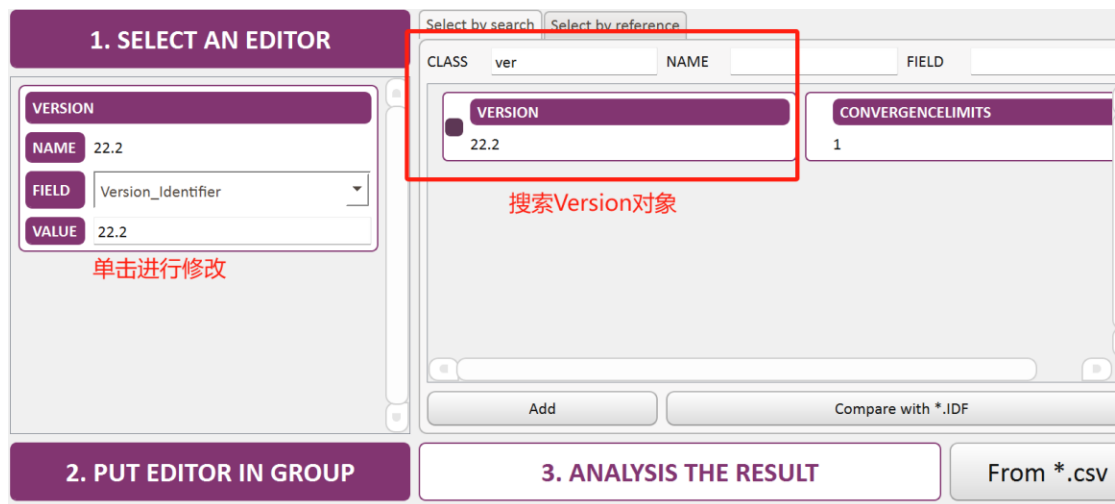 1. SELECT AN EDITOR
VERSION
NAME 22.2
FIELD Version_Identifier
VALUE 22.2
单击进行修改
Select by search Select by reference
CLASS ver NAME FIELD
VERSION CONVERGENCELIMITS
22.2 1
搜索Version对象
Add Compare with *.IDF
2. PUT EDITOR IN GROUP 3. ANALYSIS THE RESULT From *.csv